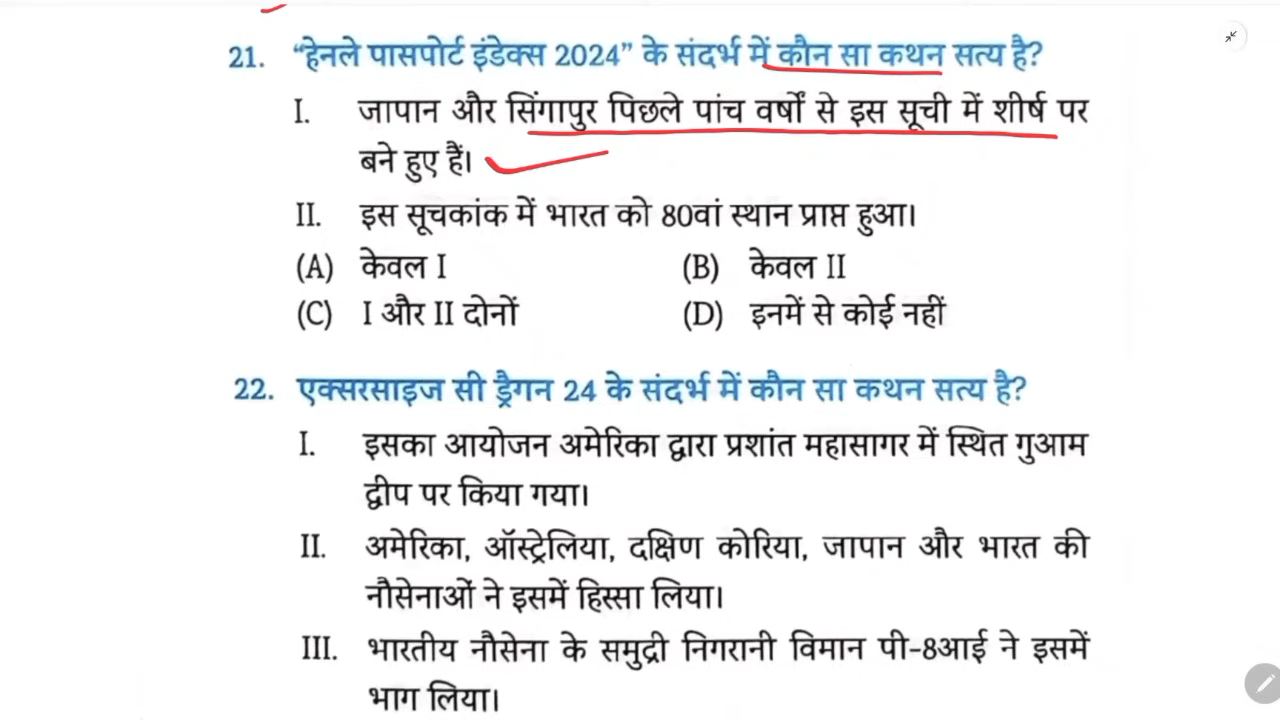 21. “हेनले पासपोर्ट इंडेक्स 2024” के संदर्भ में कौन सा कथन सत्य है?
I. जापान और सिंगापुर पिछले पांच वर्षों से इस सूची में शीर्ष पर
बने हुए हैं।
II. इस सूचकांक में भारत को 80वां स्थान प्राप्त हुआ।
(A) केवल I (B) केवल II
(C) I और II दोनों (D) इनमें से कोई नहीं
22. एक्सरसाइज सी ड्रैगन 24 के संदर्भ में कौन सा कथन सत्य है?
I. इसका आयोजन अमेरिका द्वारा प्रशांत महासागर में स्थित गुआम
द्वीप पर किया गया।
II. अमेरिका, ऑस्ट्रेलिया, दक्षिण कोरिया, जापान और भारत की
नौसेनाओं ने इसमें हिस्सा लिया।
III. भारतीय नौसेना के समुद्री निगरानी विमान पी-8आई ने इसमें
भाग लिया।